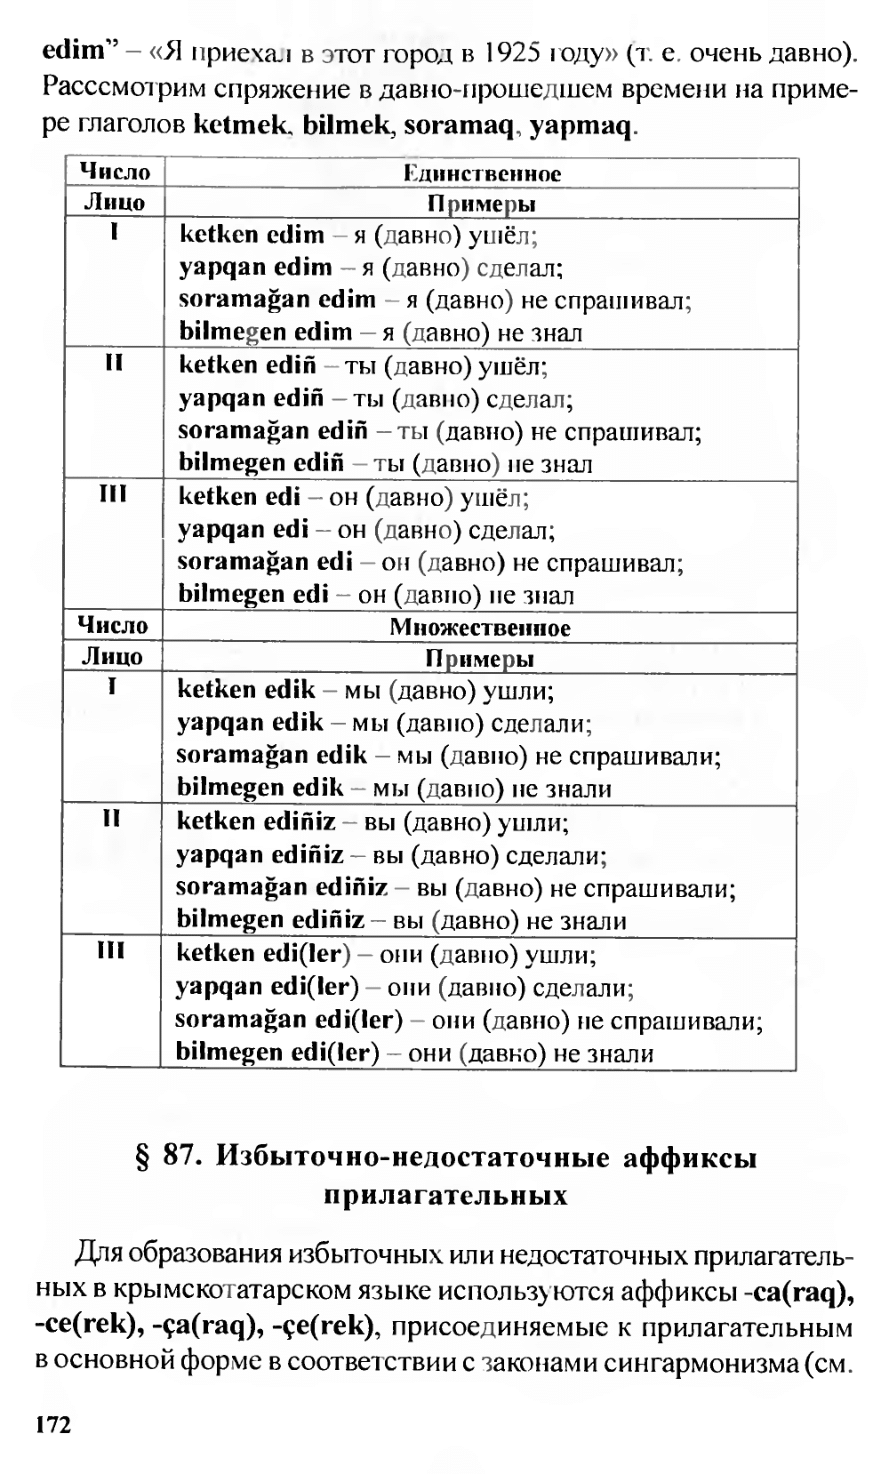 edim” – «Я приехал в этот город в 1925 году» (т. е. очень давно).
Расссмотрим спряжение в давно-прошедшем времени на приме-
ре глаголов ketmek, bilmek, soramaq, yapmaq.
Число Единственное
Лицо Примеры
I ketken edim – я (давно) ушёл;
yapqan edim – я (давно) сделал;
soramağan edim – я (давно) не спрашивал;
bilmegen edim – я (давно) не знал
II ketken ediñ – ты (давно) ушёл;
yapqan ediñ – ты (давно) сделал;
soramağan ediñ – ты (давно) не спрашивал;
bilmegen ediñ – ты (давно) не знал
III ketken edi – он (давно) ушёл;
yapqan edi – он (давно) сделал;
soramağan edi – он (давно) не спрашивал;
bilmegen edi – он (давно) не знал
Число Множественное
Лицо Примеры
I ketken edik – мы (давно) ушли;
yapqan edik – мы (давно) сделали;
soramağan edik – мы (давно) не спрашивали;
bilmegen edik – мы (давно) не знали
II ketken ediñiz – вы (давно) ушли;
yapqan ediñiz – вы (давно) сделали;
soramağan ediñiz – вы (давно) не спрашивали;
bilmegen ediñiz – вы (давно) не знали
III ketken edi(ler) – они (давно) ушли;
yapqan edi(ler) – они (давно) сделали;
soramağan edi(ler) – они (давно) не спрашивали;
bilmegen edi(ler) – они (давно) не знали
§ 87. Избыточно-недостаточные аффиксы
прилагательных
Для образования избыточных или недостаточных прилагатель-
ных в крымскотатарском языке используются аффиксы -ca(raq),
-ce(rek), -ça(raq), -çe(rek), присоединяемые к прилагательным
в основной форме в соответствии с законами сингармонизма (см.
172